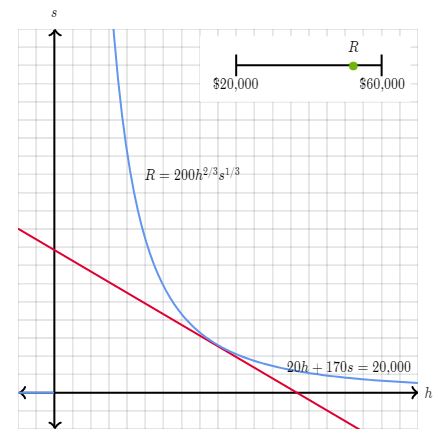 s
R
$20,000 $60,000
R = 200h^{2/3}s^{1/3}
20h + 170s = 20,000
h